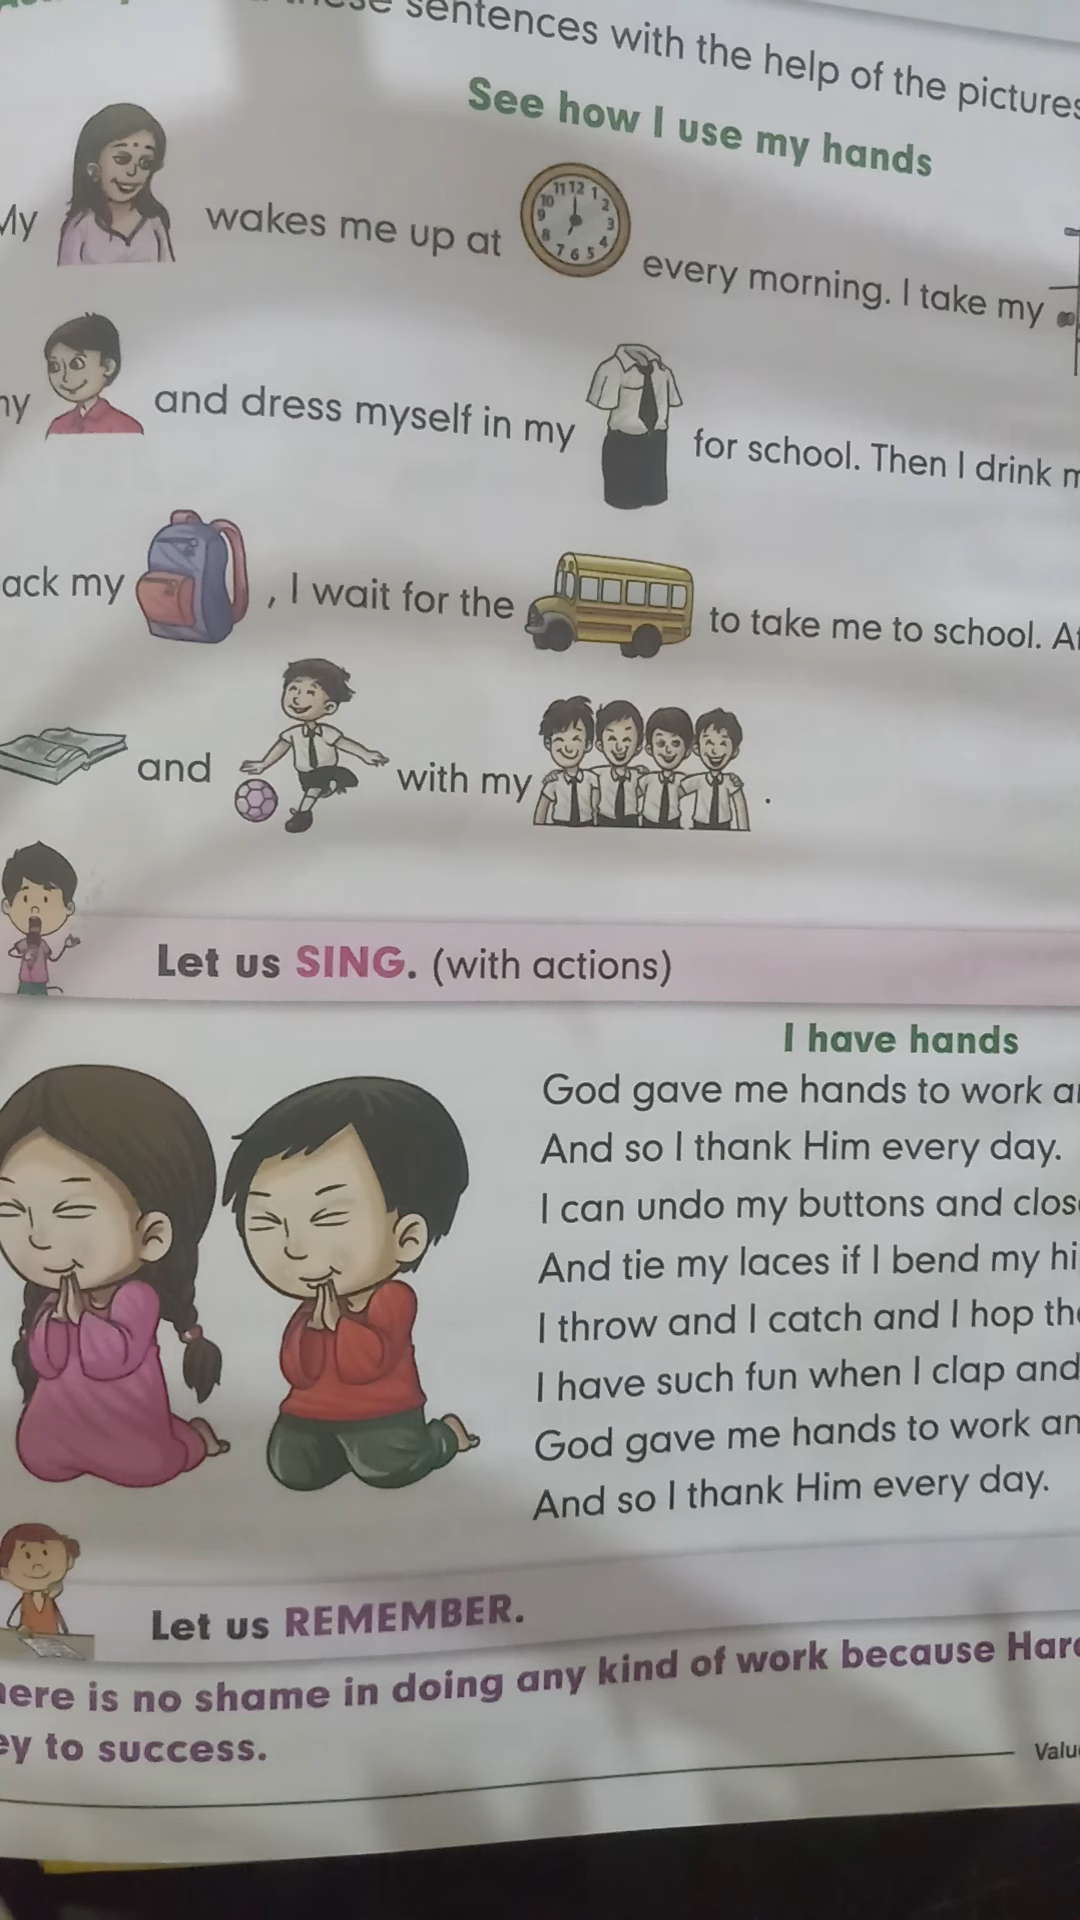 sentences with the help of the pictures
See how I use my hands
My wakes me up at every morning. I take my
and dress myself in my for school. Then I drink
my , I wait for the to take me to school.
and with my .
Let us SING. (with actions)
I have hands
God gave me hands to work
And so I thank Him every day.
I can undo my buttons and
And tie my laces if I bend my
I throw and I catch and I hop
I have such fun when I clap and
God gave me hands to work
And so I thank Him every day.
Let us REMEMBER.
is no shame in doing any kind of work because
to success.